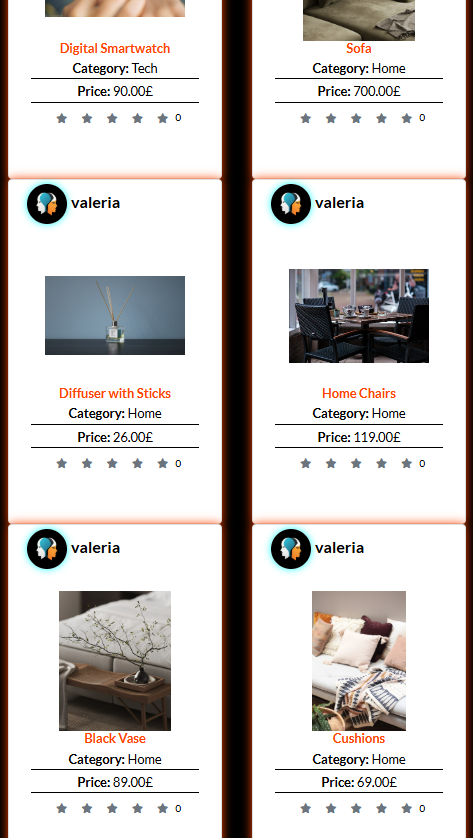 Digital Smartwatch
Category: Tech
Price: 90.00£
0
Sofa
Category: Home
Price: 700.00£
0
valeria
Diffuser with Sticks
Category: Home
Price: 26.00£
0
valeria
Home Chairs
Category: Home
Price: 119.00£
0
valeria
Black Vase
Category: Home
Price: 89.00£
0
valeria
Cushions
Category: Home
Price: 69.00£
0